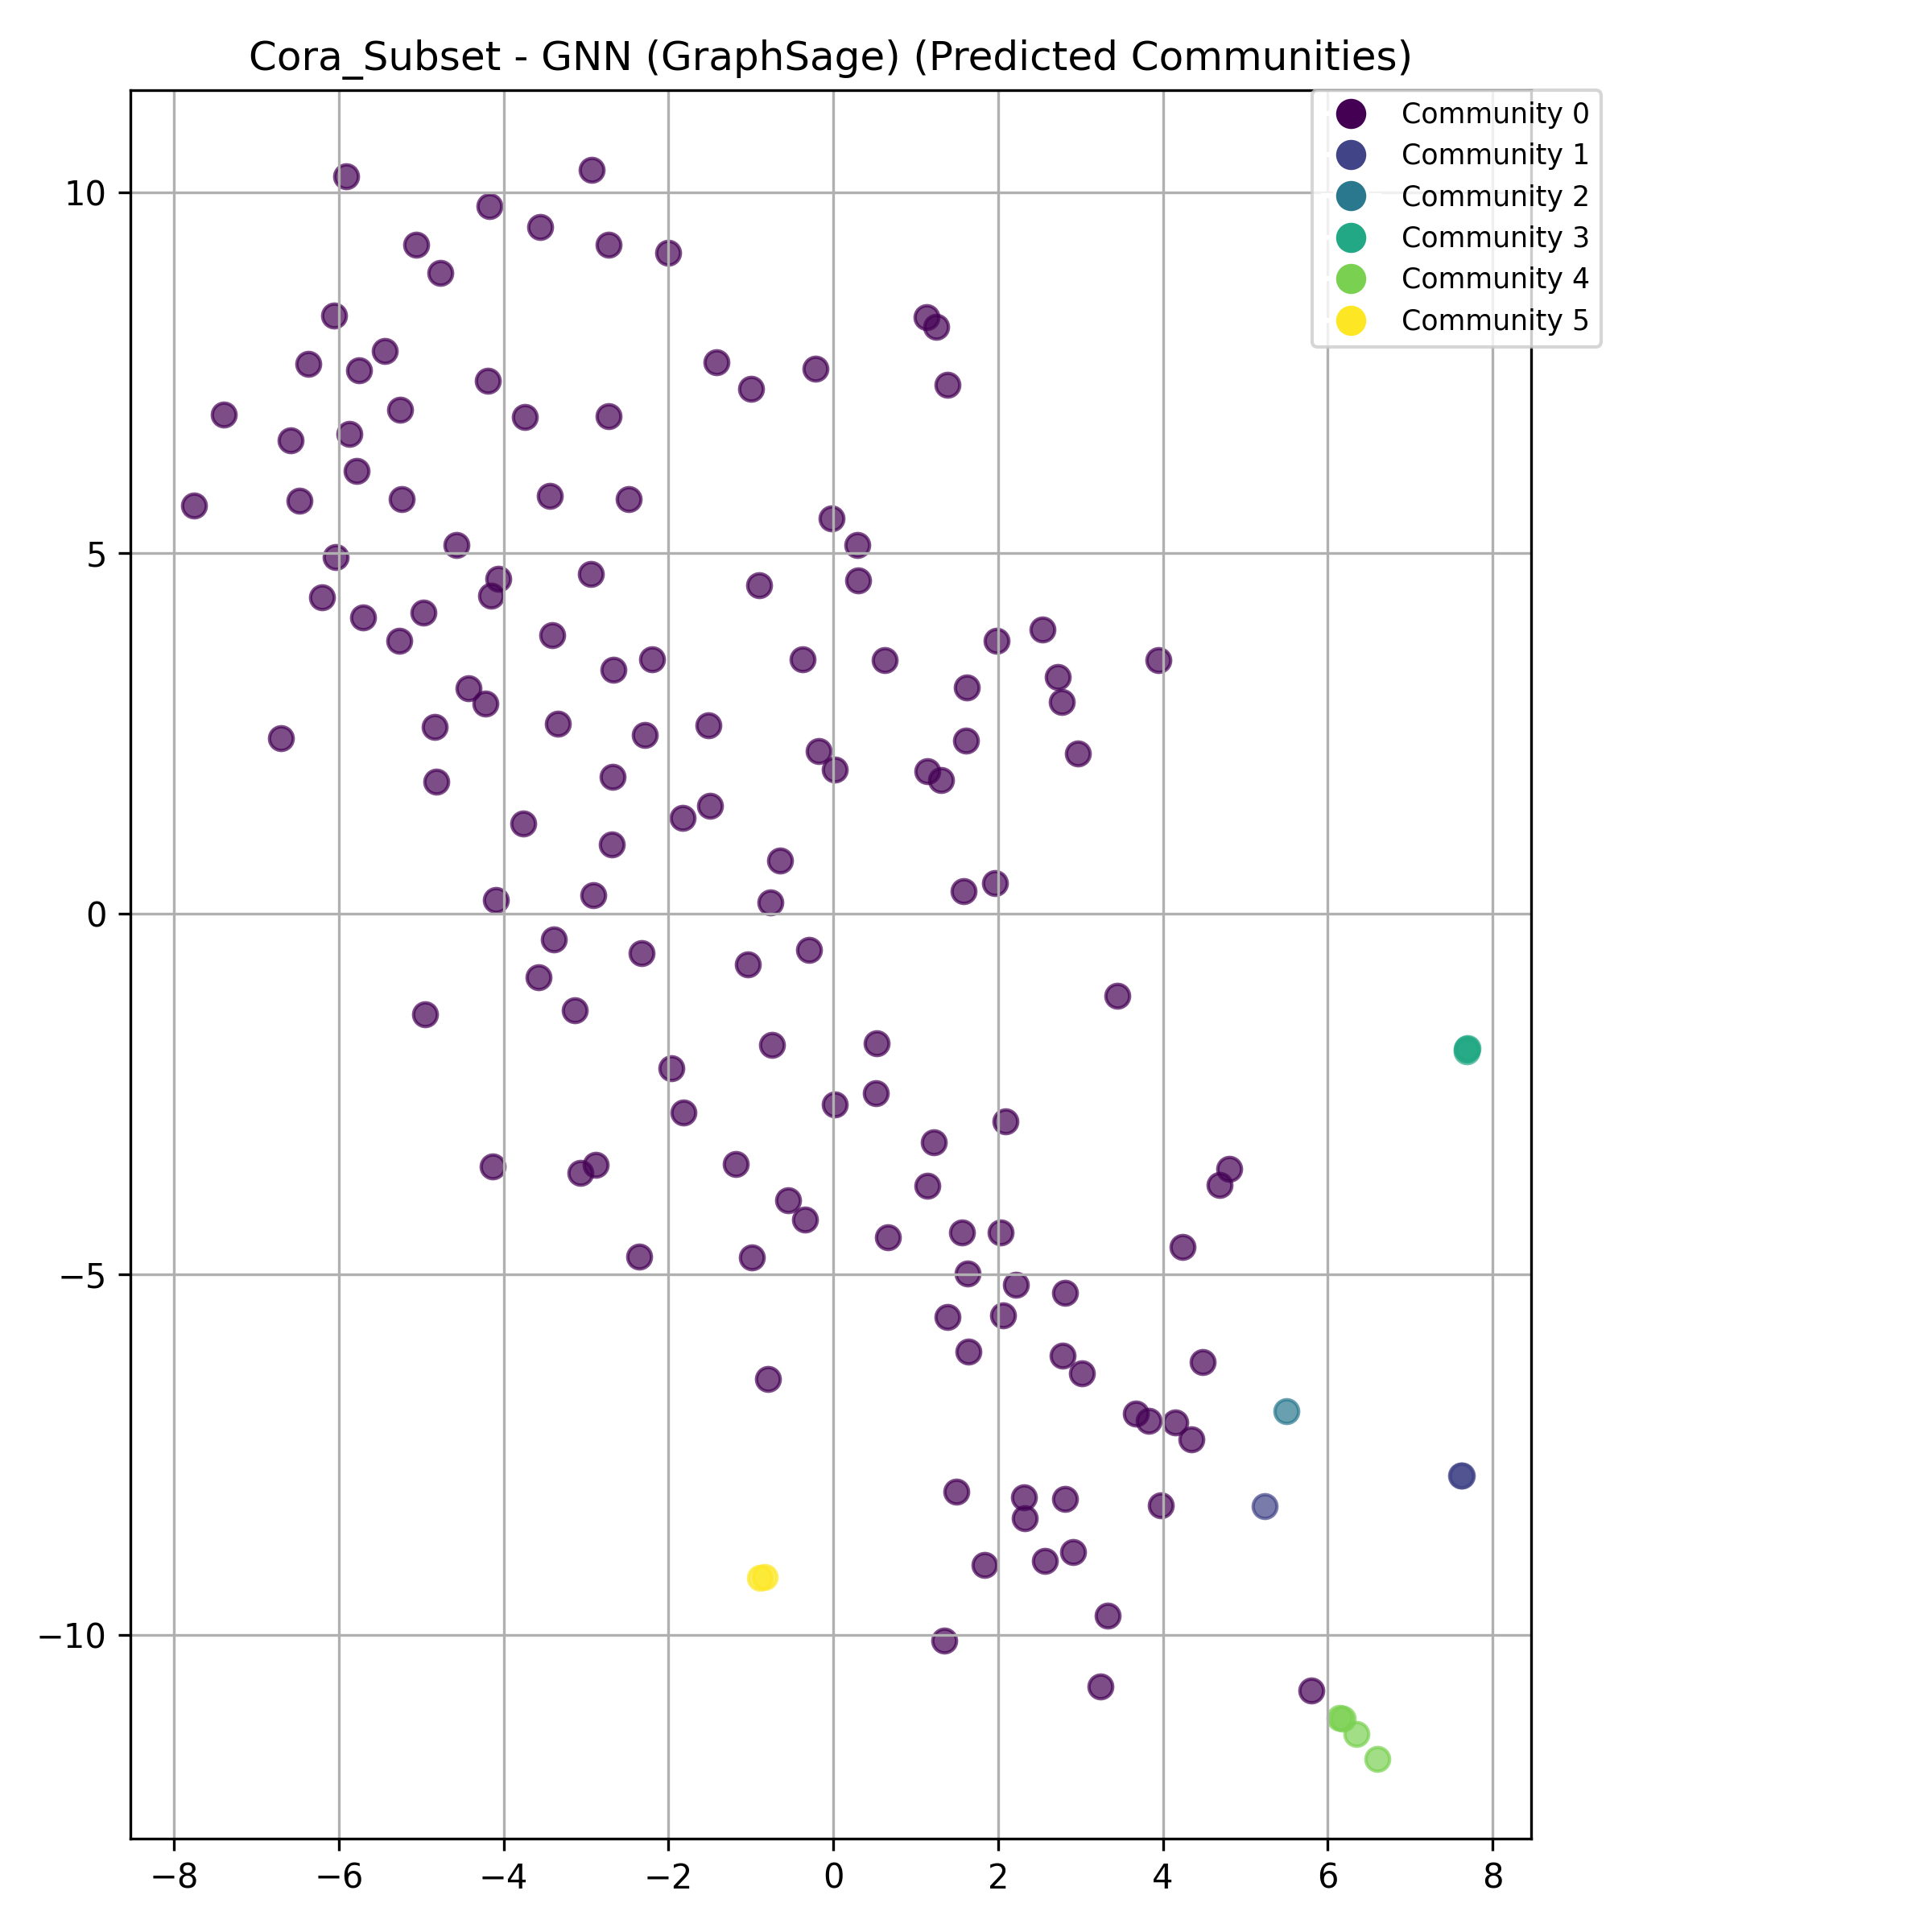 Cora_Subset - GNN (GraphSage) (Predicted Communities)
Community 0
Community 1
Community 2
Community 3
Community 4
Community 5
10
5
0
−5
−10
−8 −6 −4 −2 0 2 4 6 8